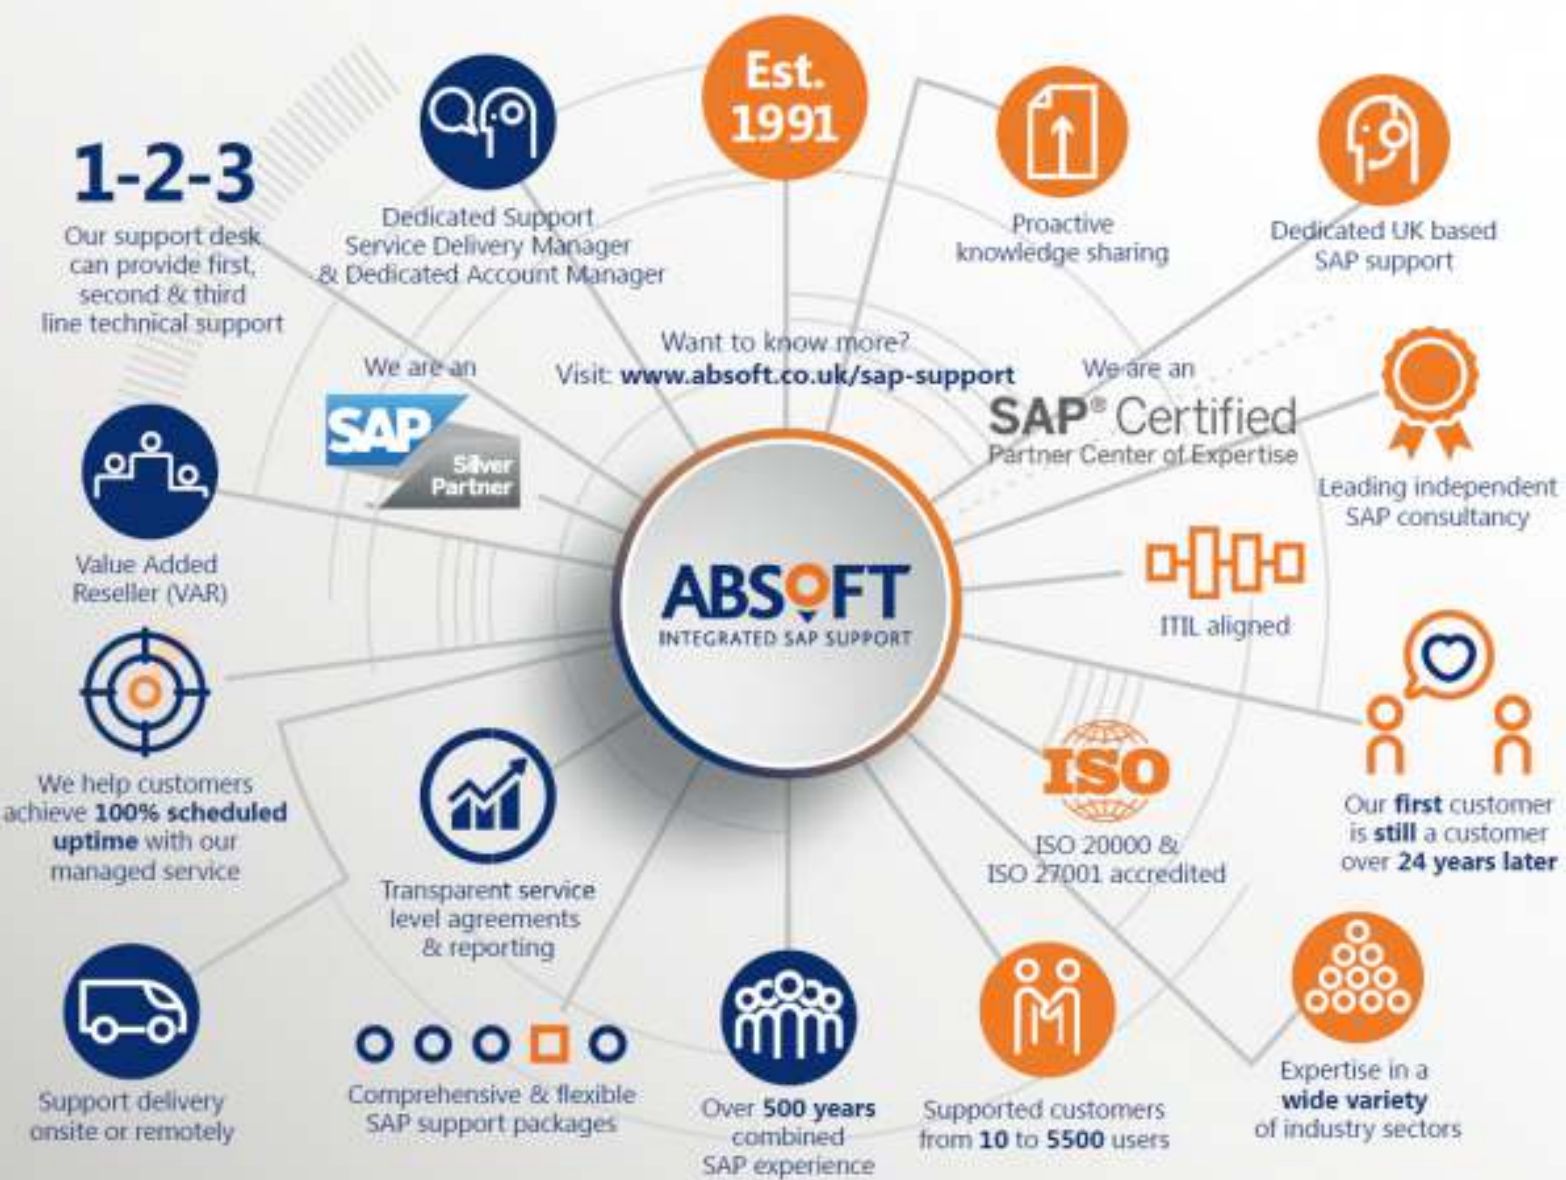 Est.
1991
1-2-3
Our support desk
can provide first,
second & third
line technical support
Dedicated Support
Service Delivery Manager
& Dedicated Account Manager
Proactive
knowledge sharing
Dedicated UK based
SAP support
Want to know more?
Visit: www.absoft.co.uk/sap-support
We are an
SAP
Silver
Partner
We are an
SAP® Certified
Partner Center of Expertise
Leading independent
SAP consultancy
Value Added
Reseller (VAR)
ABSOFT
INTEGRATED SAP SUPPORT
ITIL aligned
We help customers
achieve 100% scheduled
uptime with our
managed service
Transparent service
level agreements
& reporting
ISO
ISO 20000 &
ISO 27001 accredited
Our first customer
is still a customer
over 24 years later
Support delivery
onsite or remotely
Comprehensive & flexible
SAP support packages
Over 500 years
combined
SAP experience
Supported customers
from 10 to 5500 users
Expertise in a
wide variety
of industry sectors